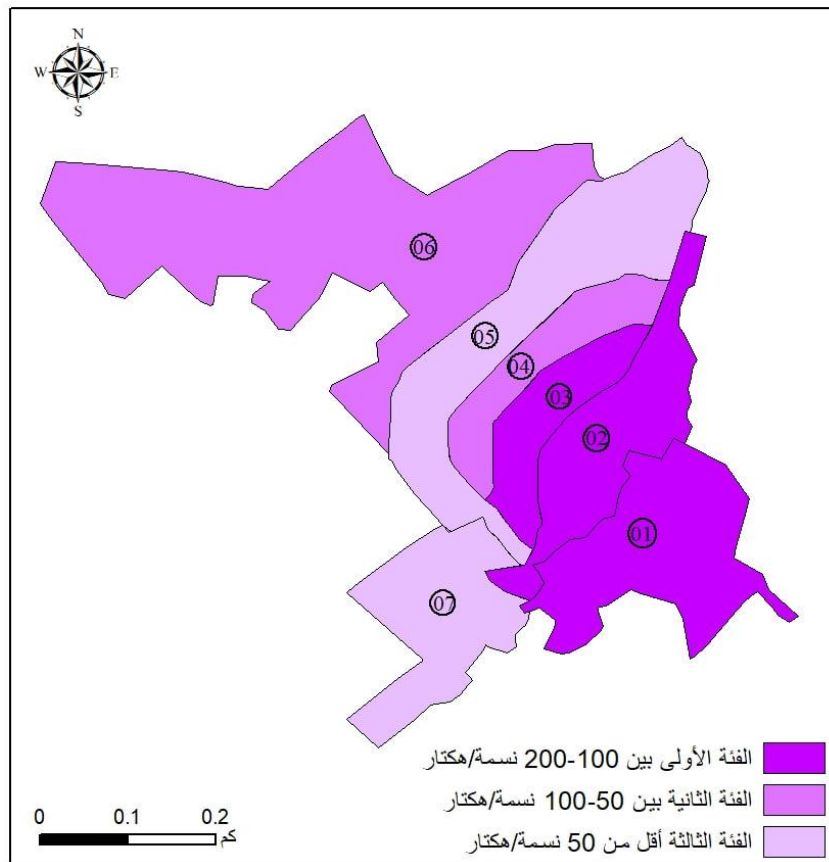 N
W E
S
06
05
04
03
02
01
07
الفئة الأولى بين 100-200 نسمة/هكتار
الفئة الثانية بين 50-100 نسمة/هكتار
الفئة الثالثة أقل من 50 نسمة/هكتار
0 0.1 0.2
كم